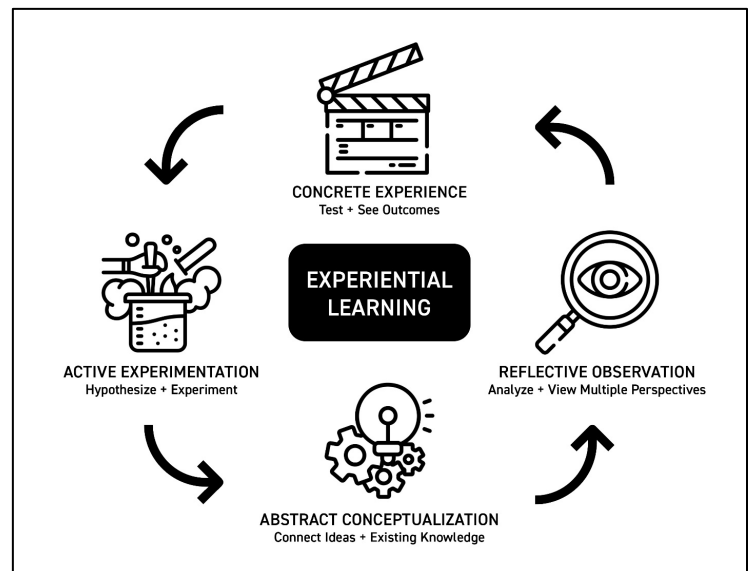 CONCRETE EXPERIENCE
Test + See Outcomes
EXPERIENTIAL
LEARNING
ACTIVE EXPERIMENTATION
Hypothesize + Experiment
REFLECTIVE OBSERVATION
Analyze + View Multiple Perspectives
ABSTRACT CONCEPTUALIZATION
Connect Ideas + Existing Knowledge